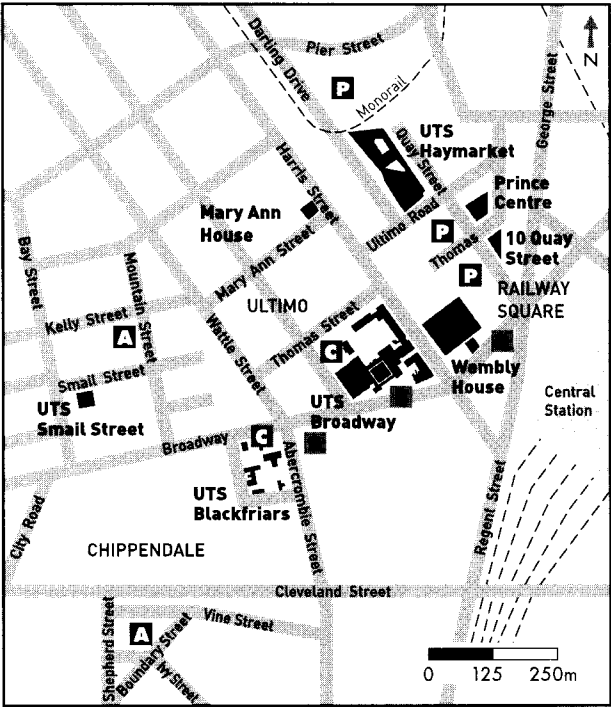 Pier Street
Darling Drive
N
George Street
P
Monorail
UTS
Haymarket
Quay Street
Harris Street
Prince
Centre
Mary Ann
House
Ultimo Road
P
Thomas
10 Quay
Street
Bay Street
Mountain Street
Mary Ann Street
P
RAILWAY
SQUARE
ULTIMO
Kelly Street
A
Wattle Street
Thomas Street
C
Wembly
House
Smail Street
UTS
Smail Street
UTS
Broadway
Central
Station
Broadway
C
Abercrombie Street
UTS
Blackfriars
City Road
Regent Street
CHIPPENDALE
Cleveland Street
Shepherd Street
A
Vine Street
Boundary Street
Ivy Street
0 125 250m